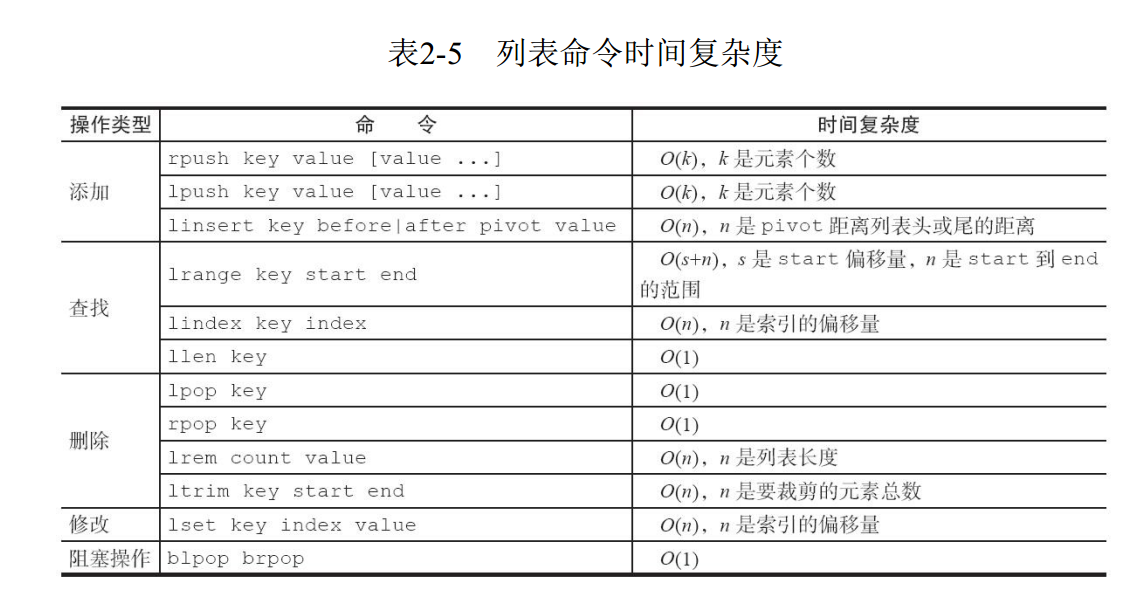 表2-5 列表命令时间复杂度
操作类型 命 令 时间复杂度
添加
rpush key value [value ...] O(k)，k 是元素个数
lpush key value [value ...] O(k)，k 是元素个数
linsert key before|after pivot value O(n)，n 是 pivot 距离列表头或尾的距离
查找
lrange key start end O(s+n)，s 是 start 偏移量，n 是 start 到 end
的范围
lindex key index O(n)，n 是索引的偏移量
llen key O(1)
删除
lpop key O(1)
rpop key O(1)
lrem count value O(n)，n 是列表长度
ltrim key start end O(n)，n 是要裁剪的元素总数
修改 lset key index value O(n)，n 是索引的偏移量
阻塞操作 blpop brpop O(1)